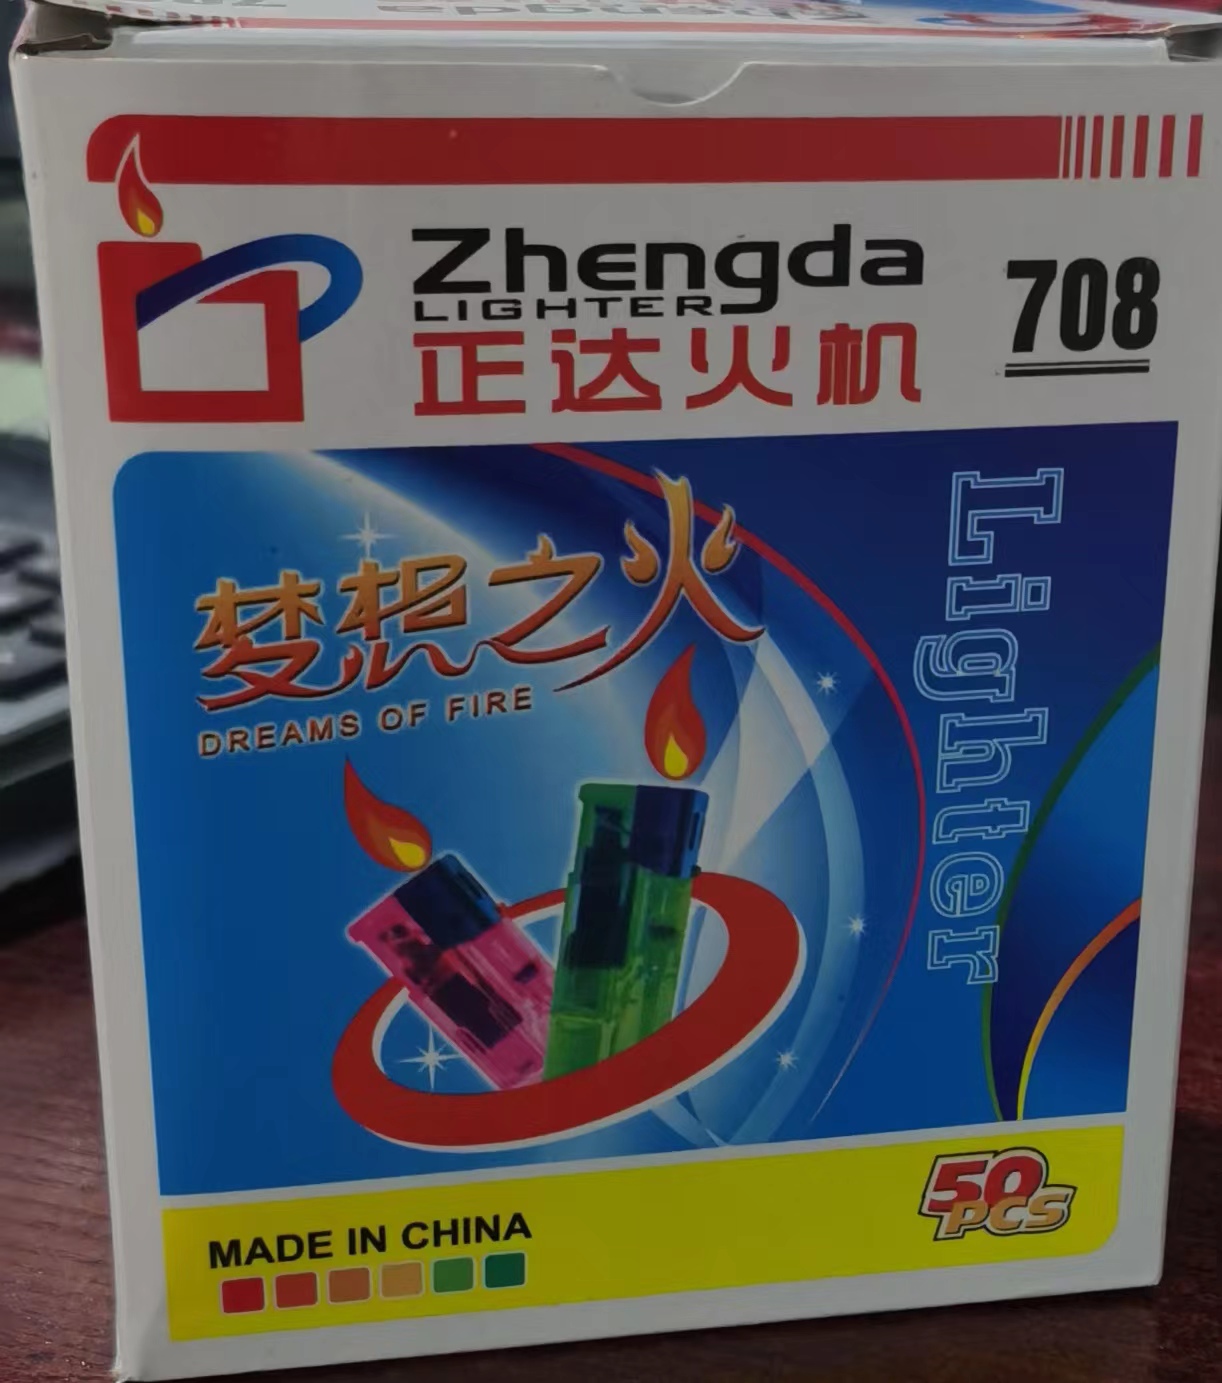 Zhengda
LIGHTER
正达火机
708
梦想之火
DREAMS OF FIRE
Lighter
MADE IN CHINA
50
PCS